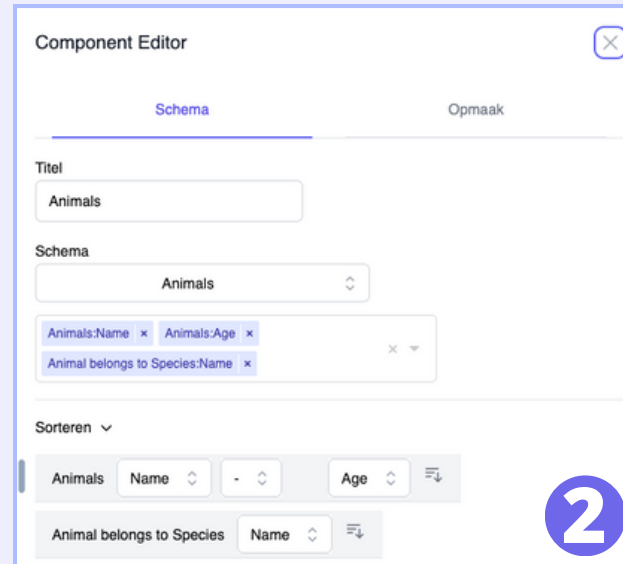 Component Editor
Schema Opmaak
Titel
Animals
Schema
Animals
Animals:Name × Animals:Age ×
Animal belongs to Species:Name ×
Sorteren
Animals Name - Age
Animal belongs to Species Name
2